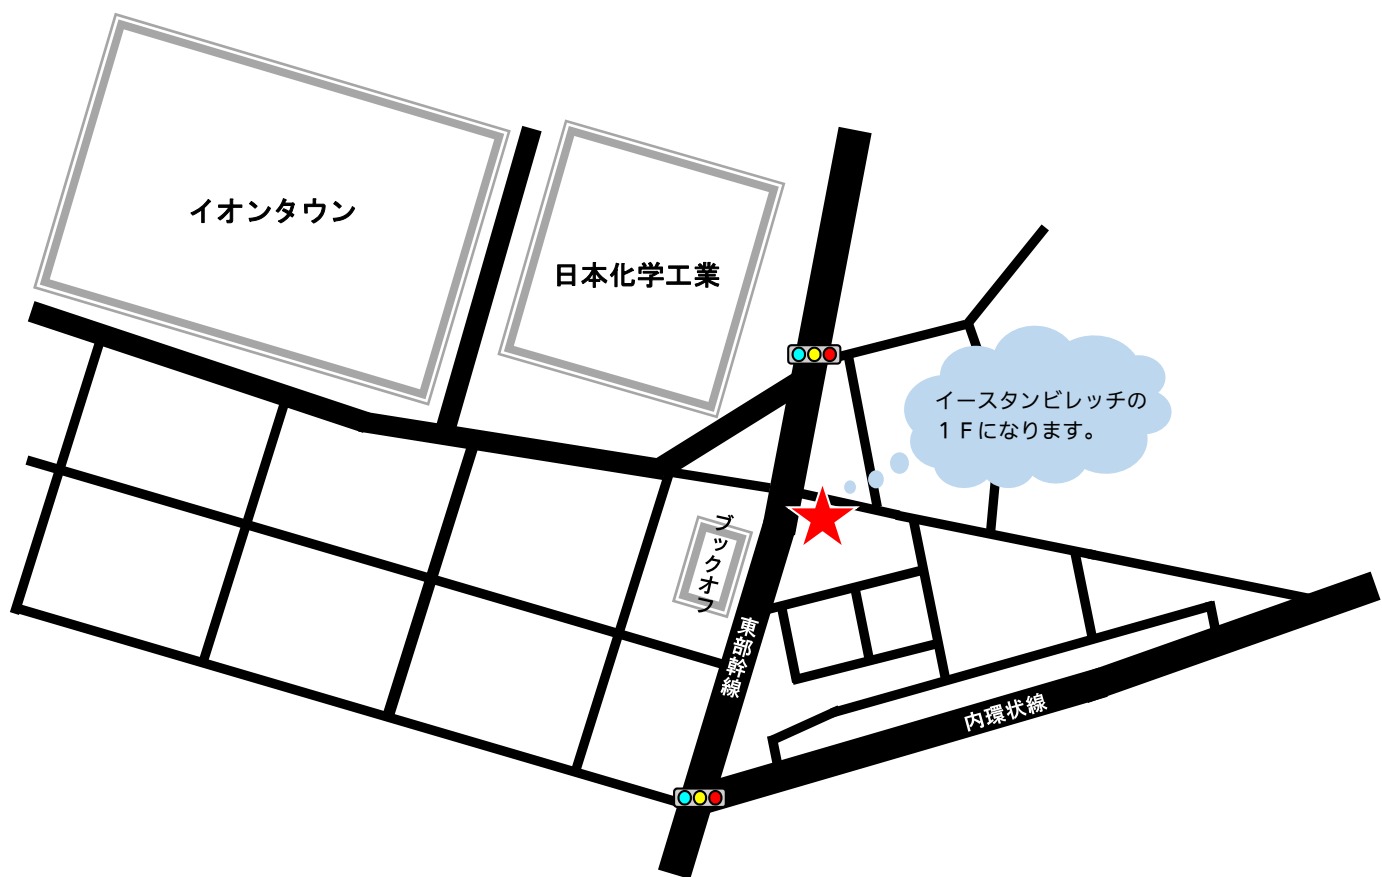 イオンタウン
日本化学工業
イースタンビレッヂの
１Ｆになります。
ブックオフ
東部幹線
内環状線